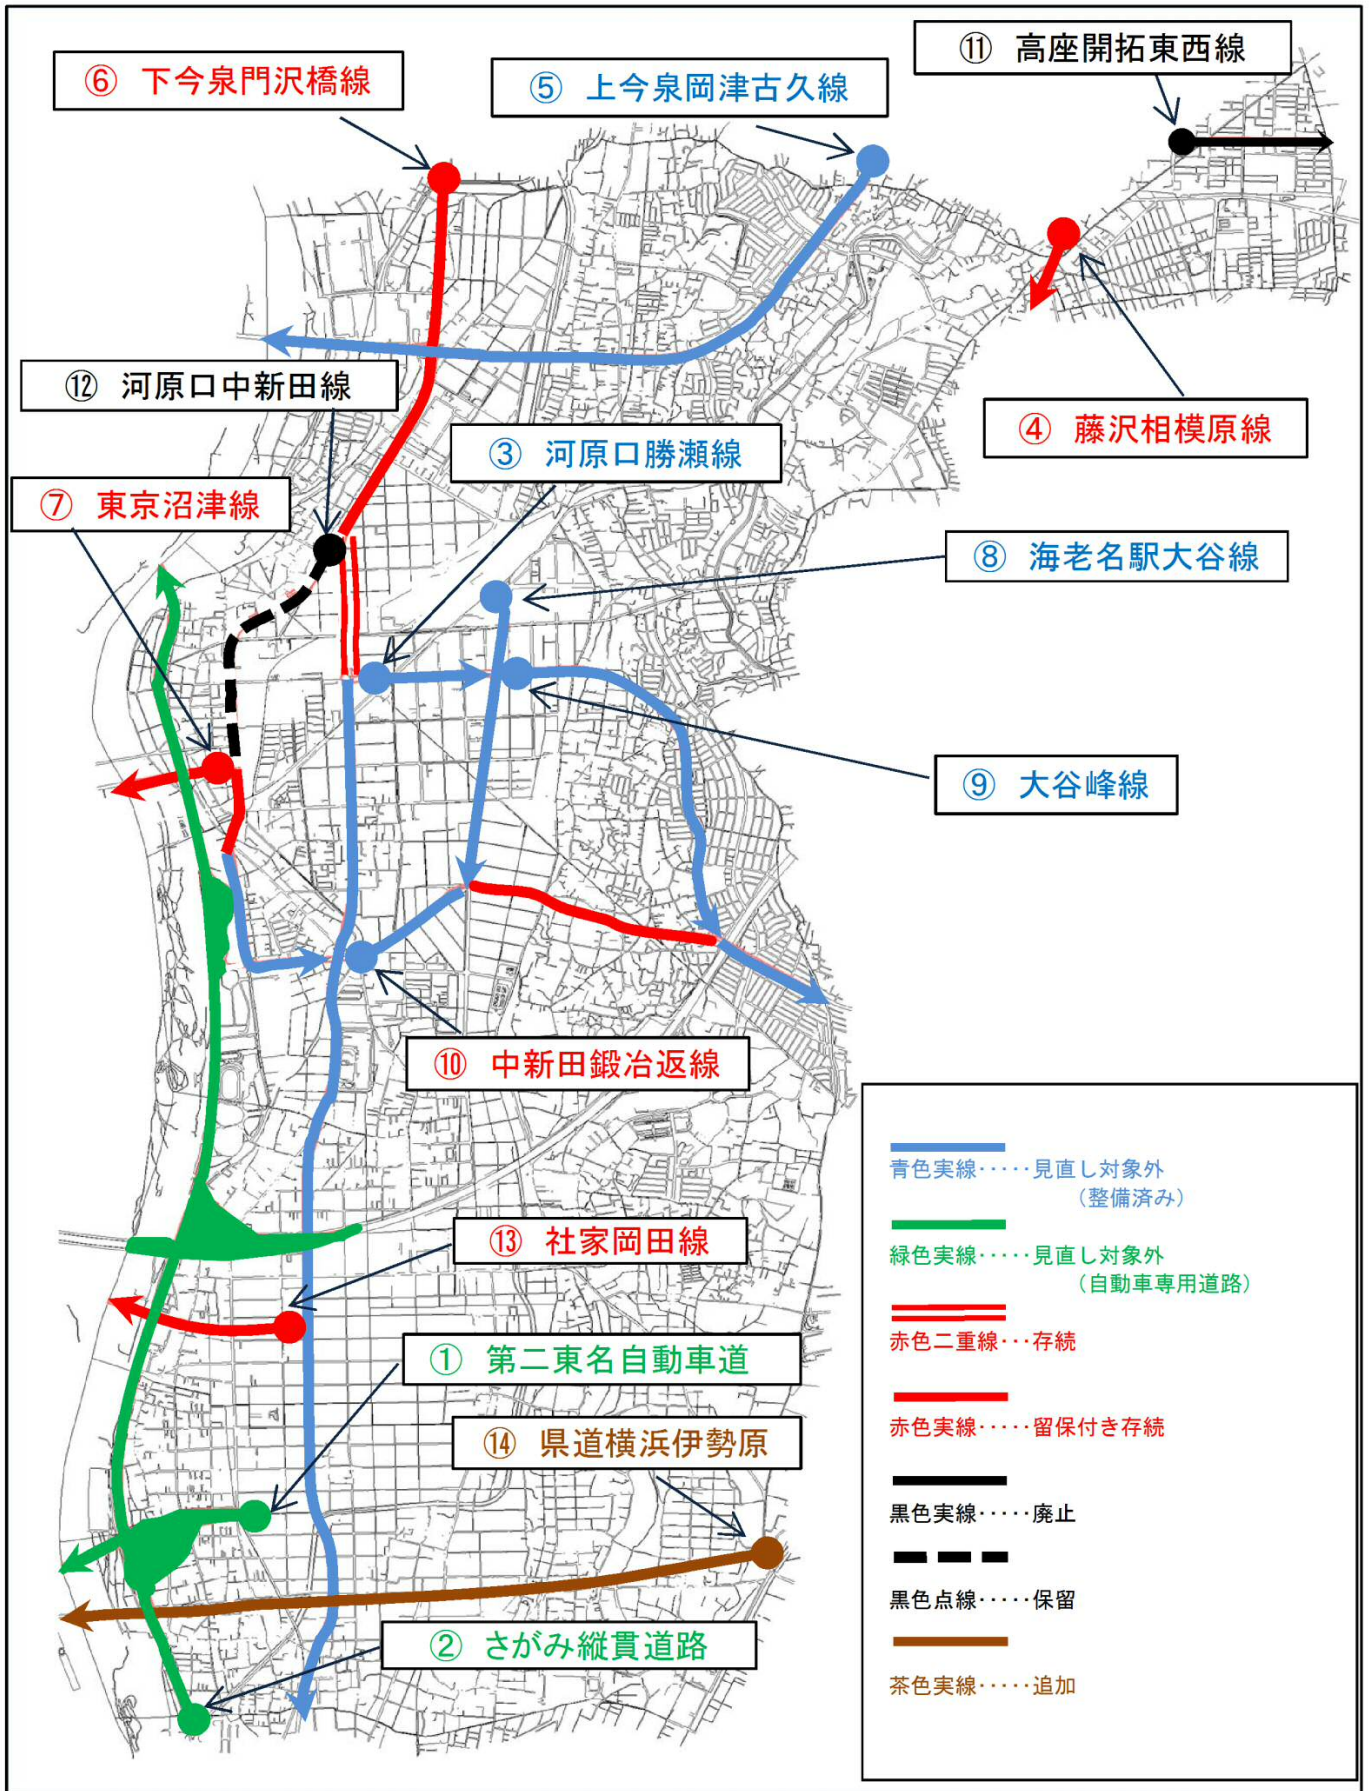 ⑪ 高座開拓東西線
⑥ 下今泉門沢橋線
⑤ 上今泉岡津古久線
⑫ 河原口中新田線
④ 藤沢相模原線
③ 河原口勝瀬線
⑦ 東京沼津線
⑧ 海老名駅大谷線
⑨ 大谷峰線
⑩ 中新田鍛冶返線
⑬ 社家岡田線
① 第二東名自動車道
⑭ 県道横浜伊勢原
② さがみ縦貫道路
青色実線・・・・・見直し対象外
（整備済み）
緑色実線・・・・・見直し対象外
（自動車専用道路）
赤色二重線・・・存続
赤色実線・・・・・留保付き存続
黒色実線・・・・・廃止
黒色点線・・・・・保留
茶色実線・・・・・追加